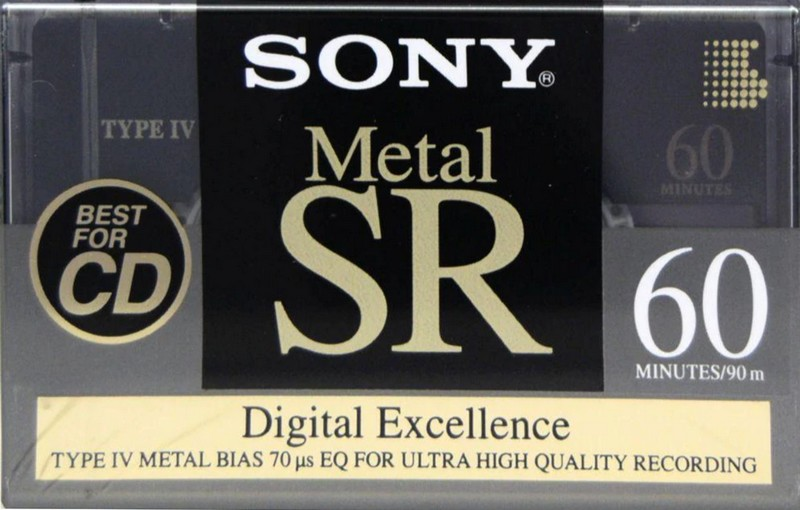 SONY®
TYPE IV
Metal
SR
60
MINUTES
BEST
FOR
CD
60
MINUTES/90 m
Digital Excellence
TYPE IV METAL BIAS 70 µs EQ FOR ULTRA HIGH QUALITY RECORDING